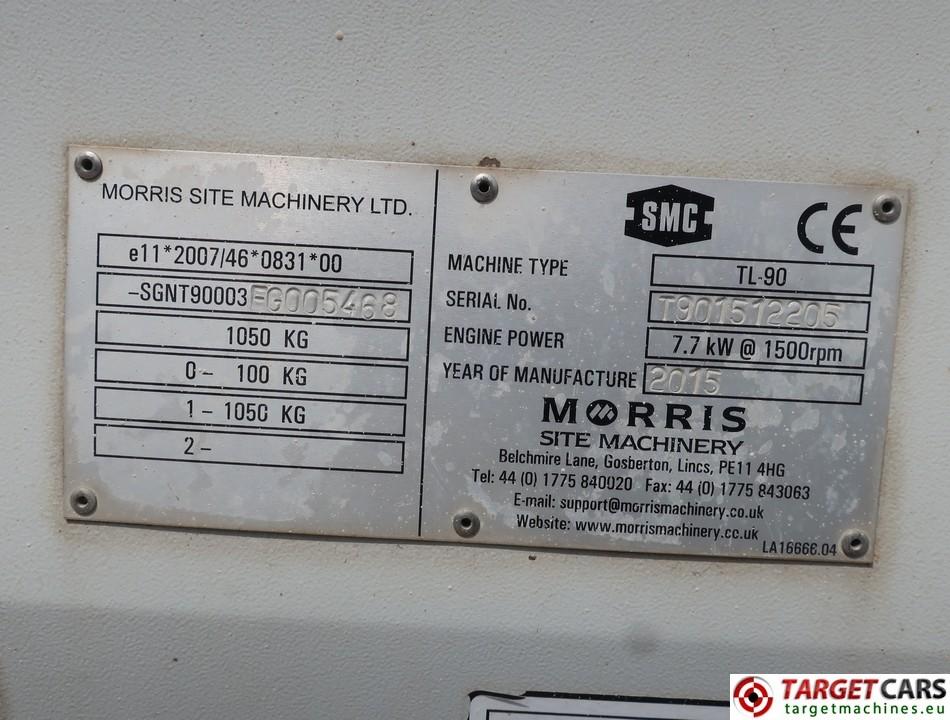 MORRIS SITE MACHINERY LTD.
e11*2007/46*0831*00
-SGNT90003EG005468
1050 KG
0- 100 KG
1- 1050 KG
2-
SMC
CE
MACHINE TYPE TL-90
SERIAL No. T901512205
ENGINE POWER 7.7 kW @ 1500rpm
YEAR OF MANUFACTURE 2015
MORRIS
SITE MACHINERY
Belchmire Lane, Gosberton, Lincs, PE11 4HG
Tel: 44 (0) 1775 840020 Fax: 44 (0) 1775 843063
E-mail: support@morrismachinery.co.uk
Website: www.morrismachinery.co.uk
LA16666.04
TARGETCARS
targetmachines.eu